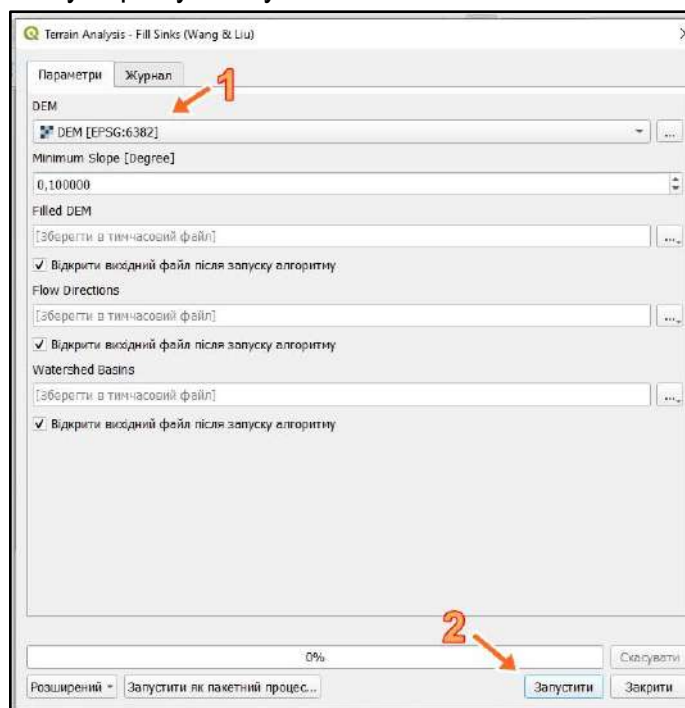 Terrain Analysis - Fill Sinks (Wang & Liu)
Параметри Журнал
1
DEM
DEM [EPSG:6382]
...
Minimum Slope [Degree]
0,100000
Filled DEM
[Зберегти в тимчасовий файл]
...
Відкрити вихідний файл після запуску алгоритму
Flow Directions
[Зберегти в тимчасовий файл]
...
Відкрити вихідний файл після запуску алгоритму
Watershed Basins
[Зберегти в тимчасовий файл]
...
Відкрити вихідний файл після запуску алгоритму
2
0% Скасувати
Розширений Запустити як пакетний процес... Запустити Закрити